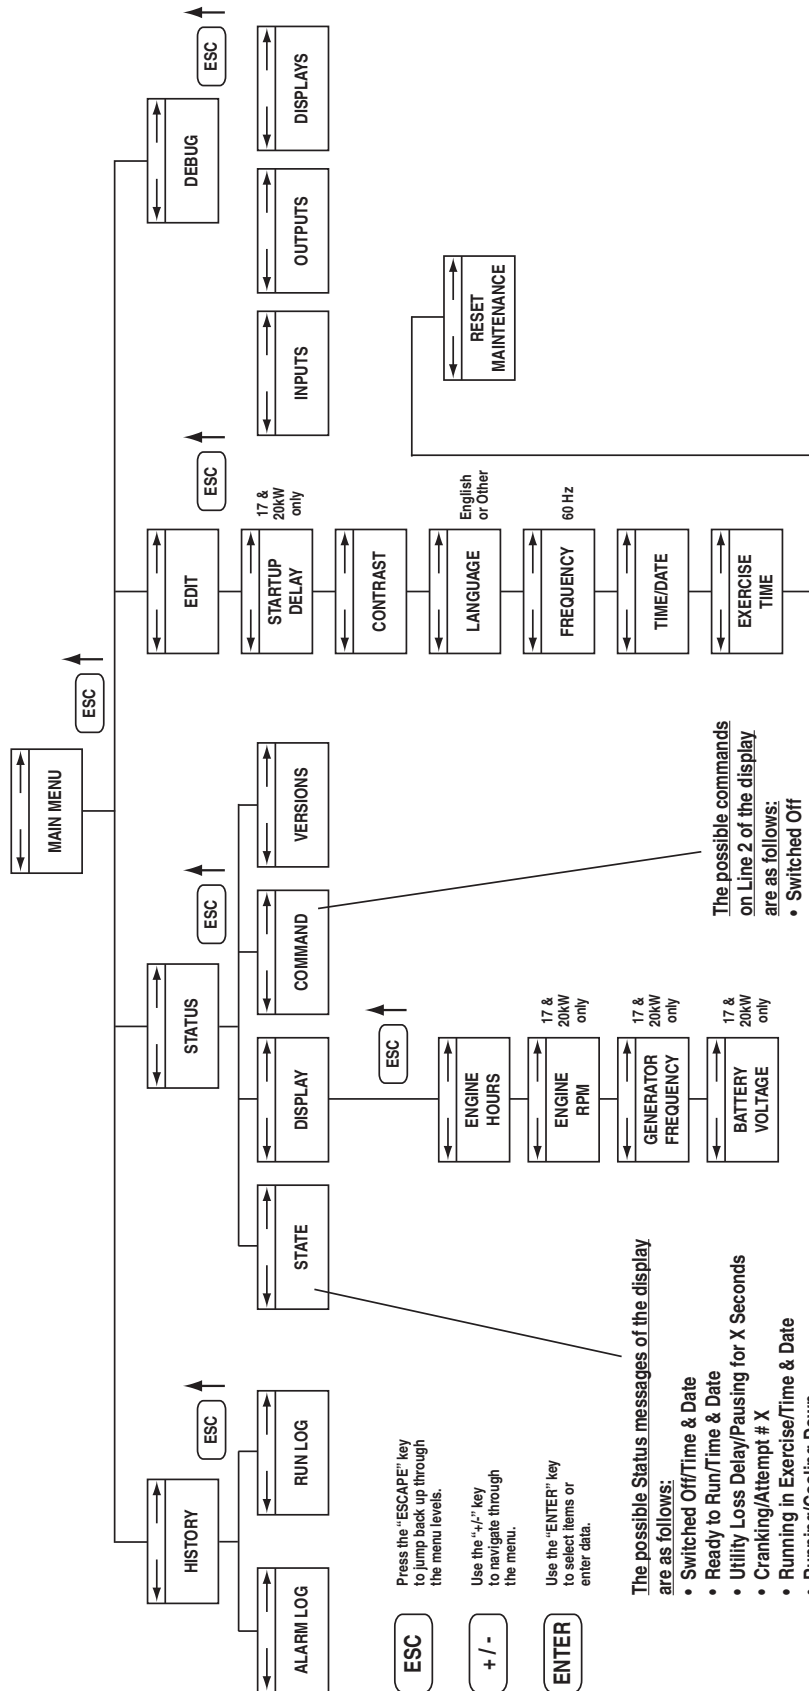 MAIN MENU
ESC
HISTORY
ESC
ALARM LOG
RUN LOG
STATUS
ESC
STATE
DISPLAY
COMMAND
VERSIONS
ESC
ENGINE
HOURS
ENGINE
RPM
17 &
20kW
only
GENERATOR
FREQUENCY
17 &
20kW
only
BATTERY
VOLTAGE
17 &
20kW
only
EDIT
ESC
STARTUP
DELAY
17 &
20kW
only
CONTRAST
LANGUAGE
English
or Other
FREQUENCY
60 Hz
TIME/DATE
EXERCISE
TIME
RESET
MAINTENANCE
DEBUG
ESC
INPUTS
OUTPUTS
DISPLAYS
ESC
Press the "ESCAPE" key
to jump back up through
the menu levels.
+ / -
Use the "+/-" key
to navigate through
the menu.
ENTER
Use the "ENTER" key
to select items or
enter data.
The possible Status messages of the display
are as follows:
• Switched Off/Time & Date
• Ready to Run/Time & Date
• Utility Loss Delay/Pausing for X Seconds
• Cranking/Attempt # X
• Running in Exercise/Time & Date
• Running/Cooling Down
The possible commands
on Line 2 of the display
are as follows:
• Switched Off